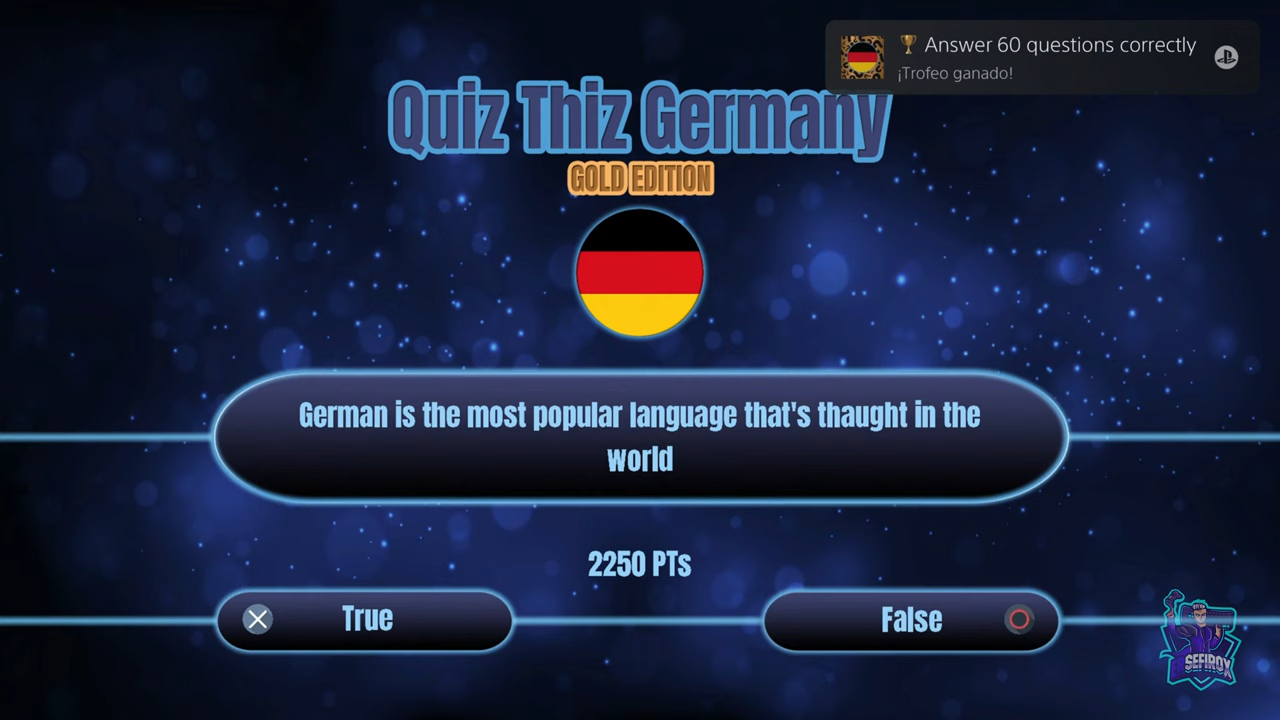 Answer 60 questions correctly
¡Trofeo ganado!
Quiz Thiz Germany
GOLD EDITION
German is the most popular language that's thaught in the
world
2250 PTs
True
False
SEFIROX